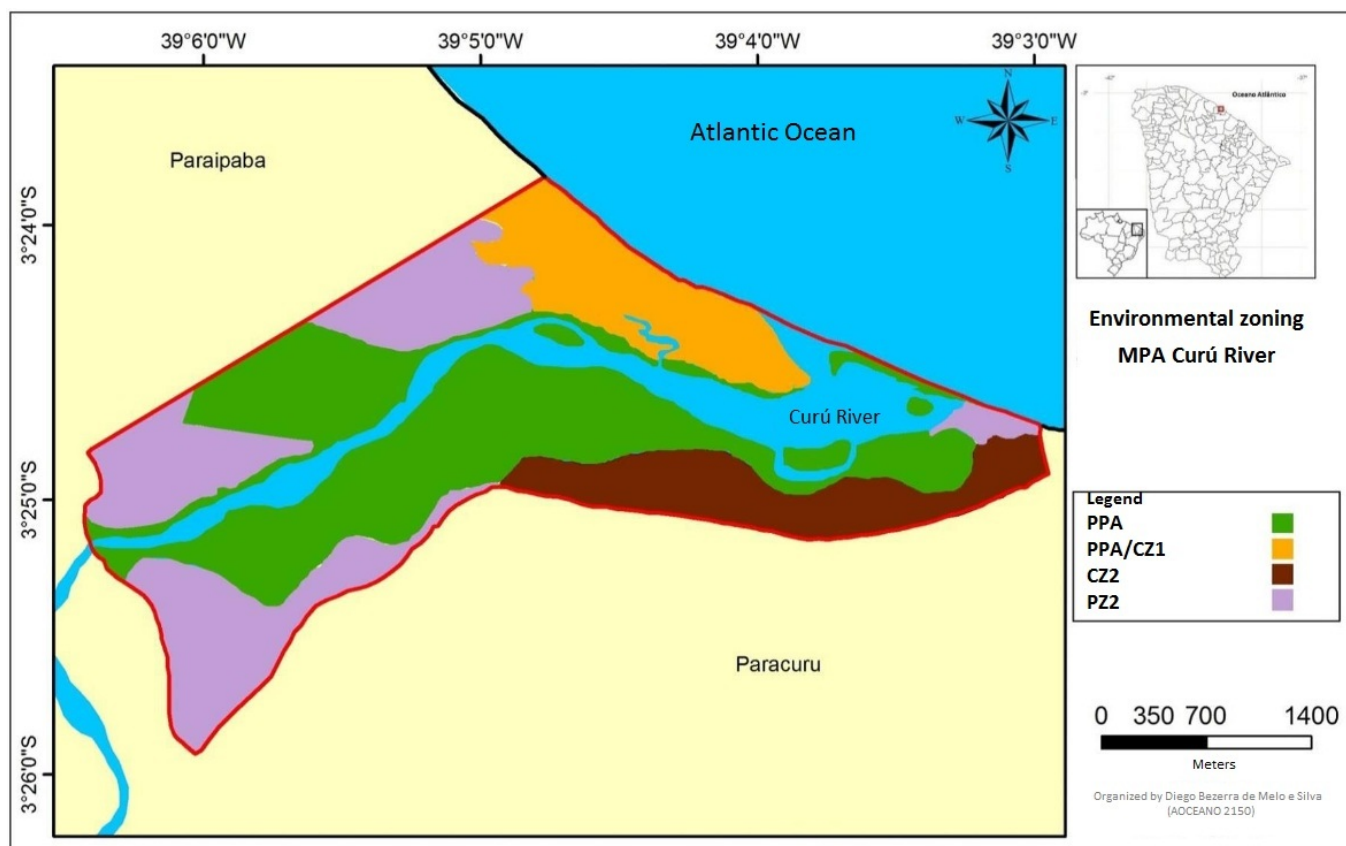 39°6'0"W 39°5'0"W 39°4'0"W 39°3'0"W
3°24'0"S
3°25'0"S
3°26'0"S
Paraipaba
Atlantic Ocean
N
W E
S
Curú River
Paracuru
Oceano Atlântico
Environmental zoning
MPA Curú River
Legend
PPA
PPA/CZ1
CZ2
PZ2
0 350 700 1400
Meters
Organized by Diego Bezerra de Melo e Silva
(AOCEANO 2150)